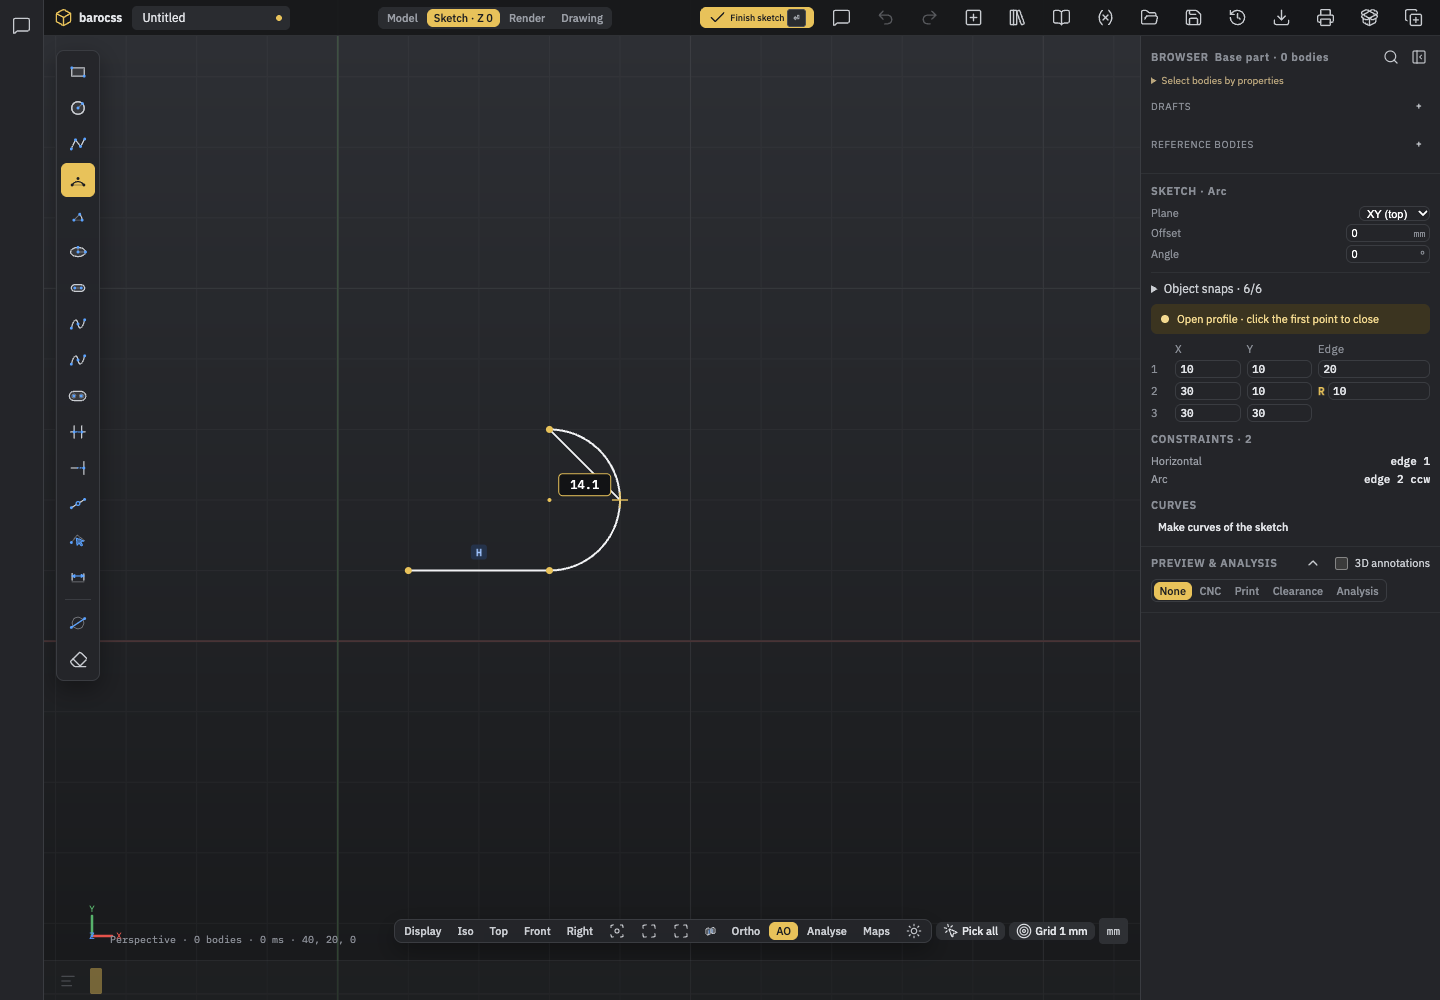 barocss
Untitled
Model
Sketch · Z 0
Render
Drawing
Finish sketch
BROWSER Base part · 0 bodies
Select bodies by properties
DRAFTS
+
REFERENCE BODIES
+
SKETCH · Arc
Plane
XY (top)
Offset
0
mm
Angle
0
°
Object snaps · 6/6
Open profile · click the first point to close
X Y Edge
1 10 10 20
2 30 10 R 10
3 30 30
CONSTRAINTS · 2
Horizontal edge 1
Arc edge 2 ccw
CURVES
Make curves of the sketch
PREVIEW & ANALYSIS
3D annotations
None CNC Print Clearance Analysis
14.1
H
Y
X
Z
Perspective · 0 bodies · 0 ms · 40, 20, 0
Display Iso Top Front Right
Ortho AO Analyse Maps
Pick all
Grid 1 mm
mm